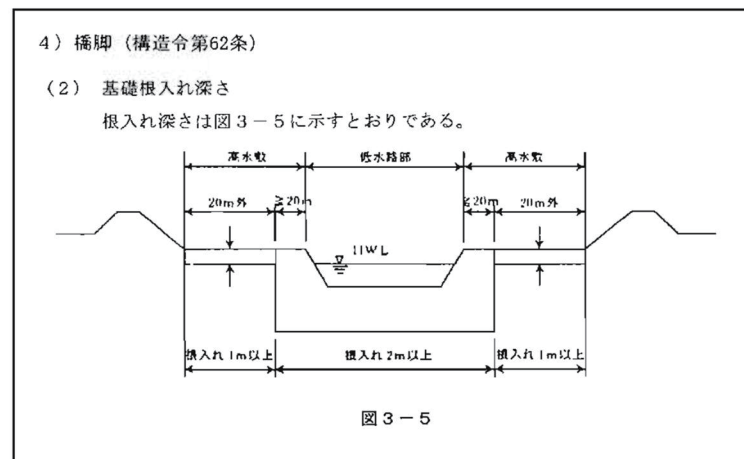 4）橋脚（構造令第62条）
（2） 基礎根入れ深さ
根入れ深さは図3－5に示すとおりである。
高水敷 低水路部 高水敷
20m外 ≧20m ≧20m 20m外
HWL
根入れ1m以上 根入れ2m以上 根入れ1m以上
図3－5